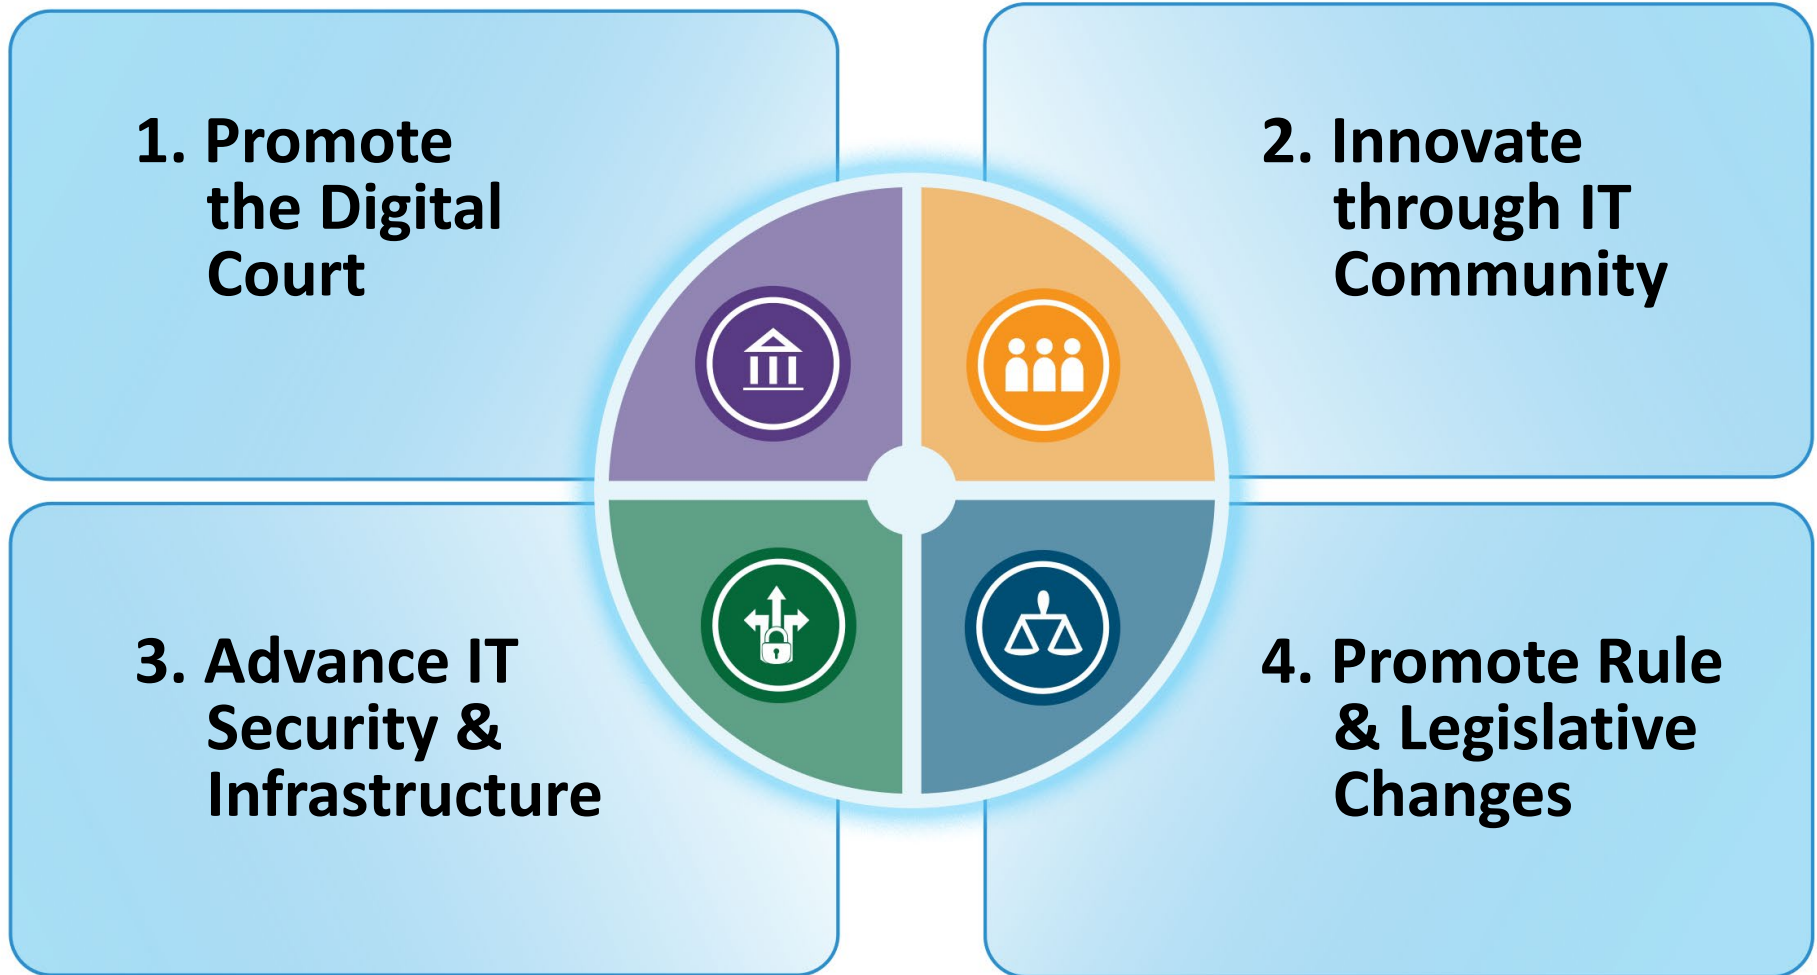 1. Promote
the Digital
Court
2. Innovate
through IT
Community
3. Advance IT
Security &
Infrastructure
4. Promote Rule
& Legislative
Changes